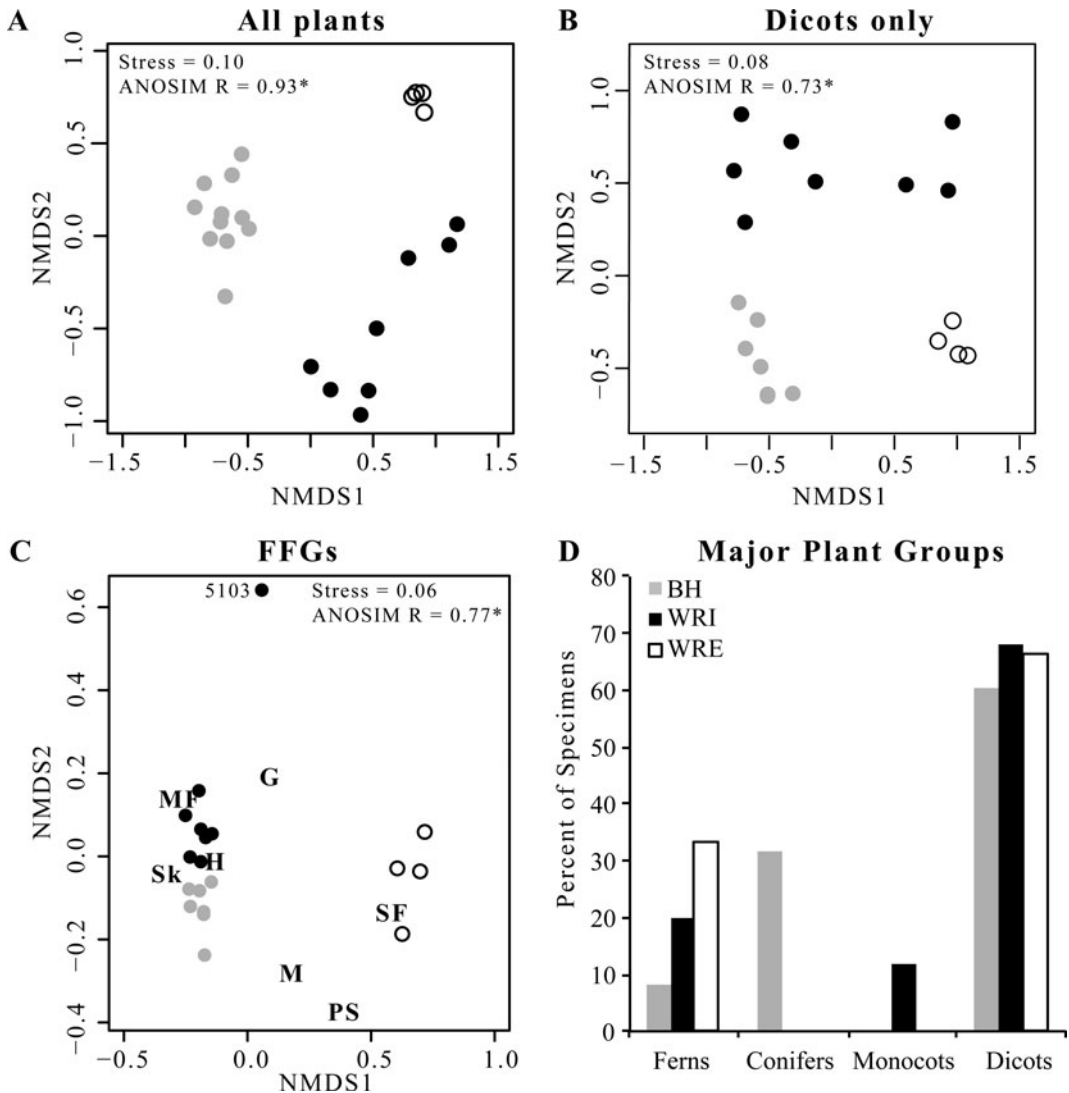 A All plants
Stress = 0.10
ANOSIM R = 0.93*
1.0
0.5
0.0
−0.5
−1.0
NMDS2
−1.5
−0.5
0.5
1.5
NMDS1
B Dicots only
Stress = 0.08
ANOSIM R = 0.73*
1.0
0.5
0.0
−0.5
NMDS2
−1.5
−0.5
0.5
1.5
NMDS1
C FFGs
5103
Stress = 0.06
ANOSIM R = 0.77*
0.6
0.4
0.2
0.0
−0.2
−0.4
NMDS2
G
MF
H
Sk
SF
M
PS
−0.5
0.0
0.5
1.0
NMDS1
D Major Plant Groups
BH
WRI
WRE
80
70
60
50
40
30
20
10
0
Percent of Specimens
Ferns
Conifers
Monocots
Dicots